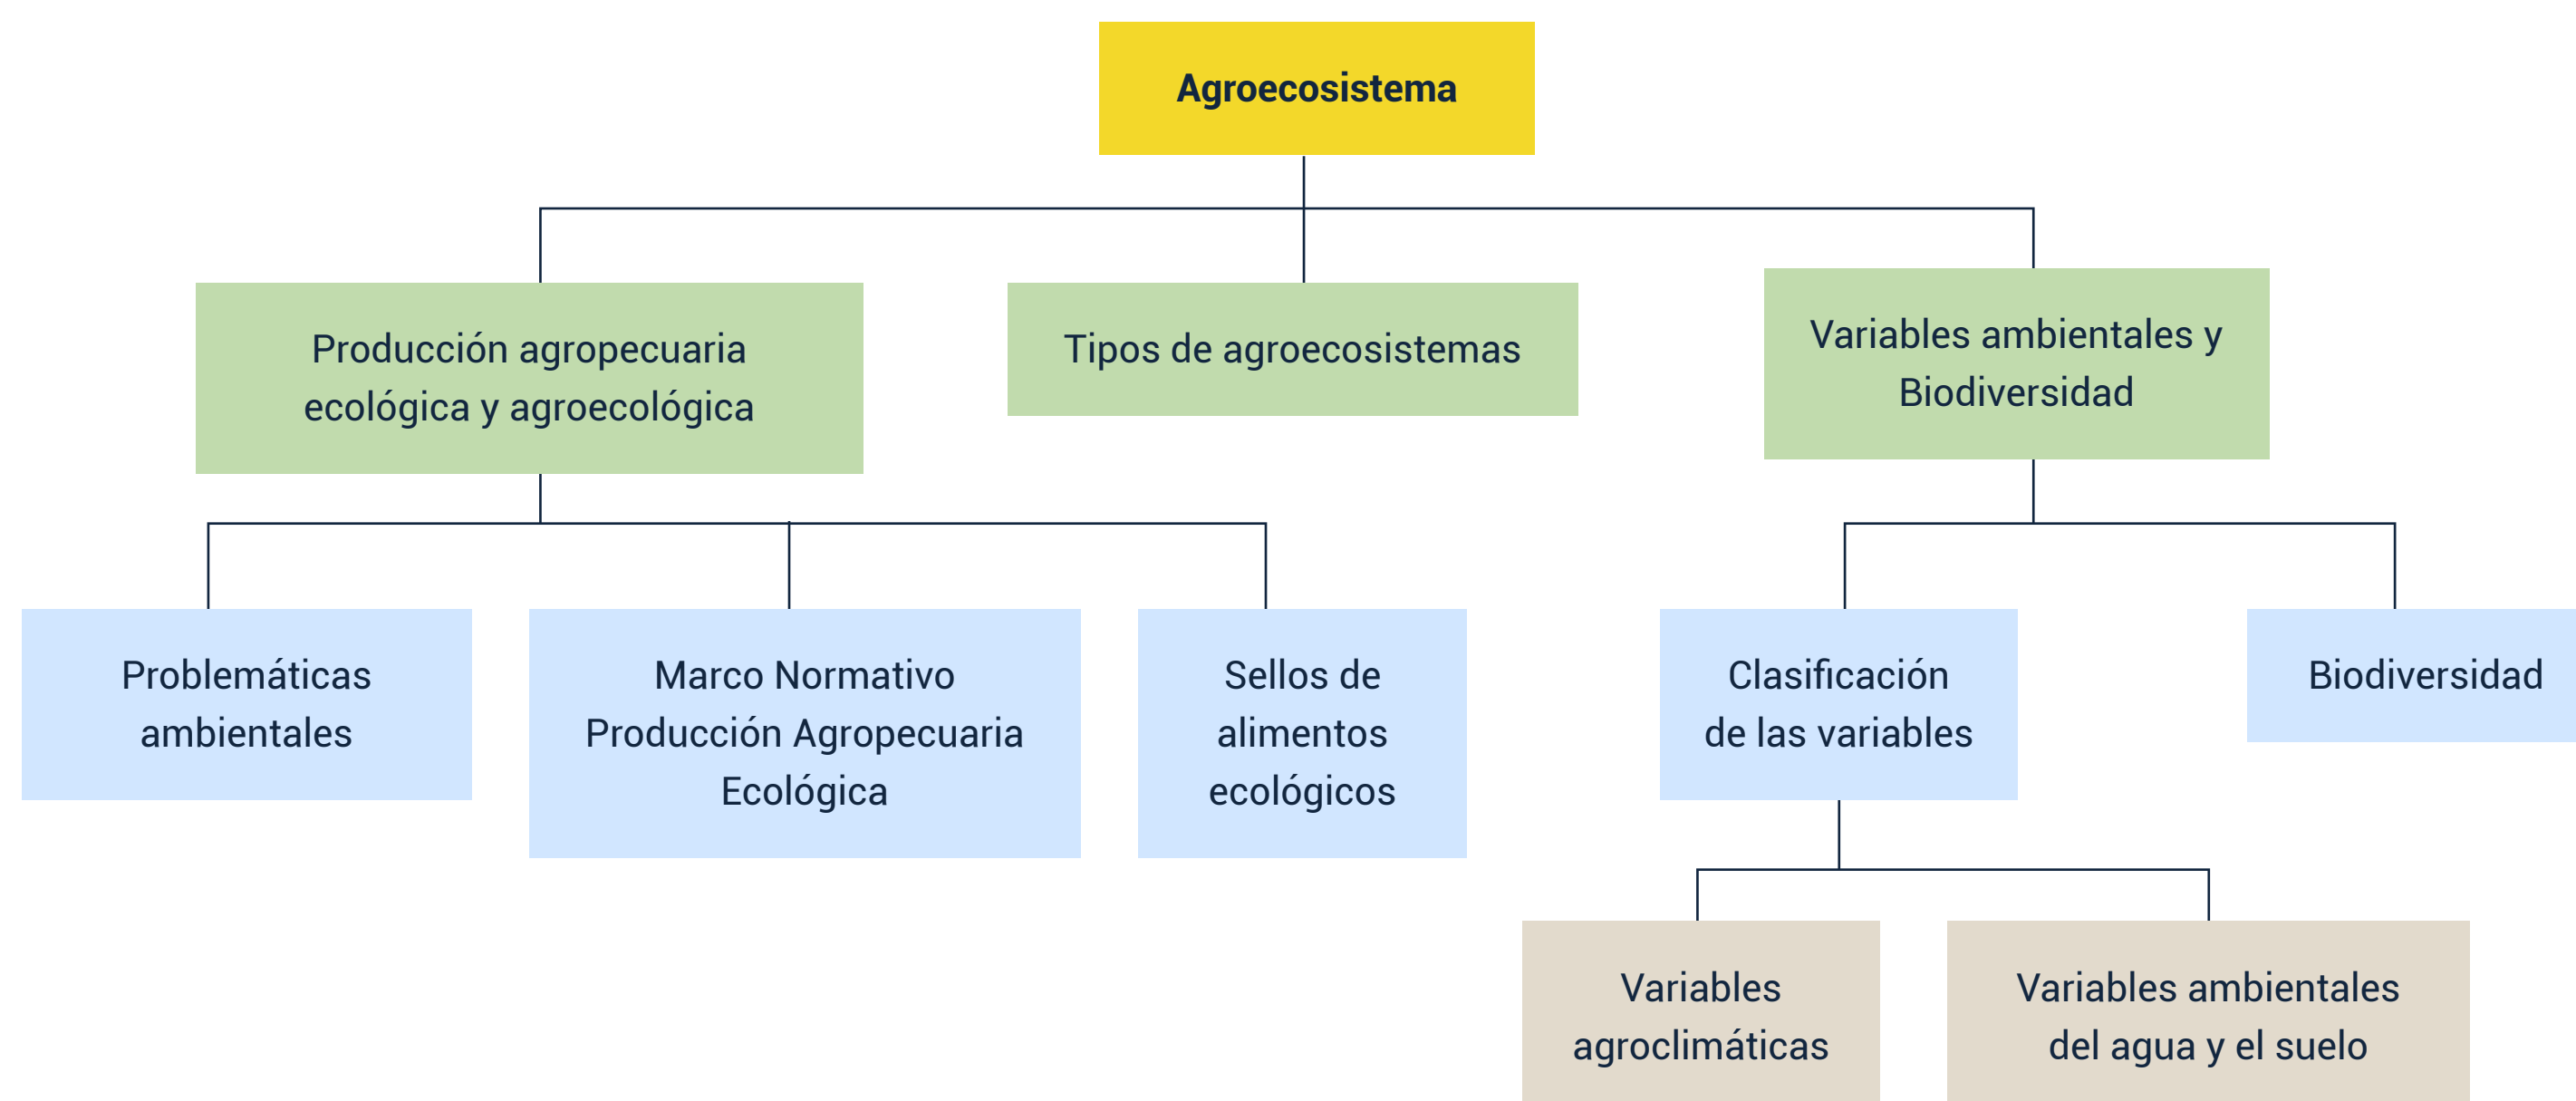 Agroecosistema
Producción agropecuaria
ecológica y agroecológica
Tipos de agroecosistemas
Variables ambientales y
Biodiversidad
Problemáticas
ambientales
Marco Normativo
Producción Agropecuaria
Ecológica
Sellos de
alimentos
ecológicos
Clasificación
de las variables
Biodiversidad
Variables
agroclimáticas
Variables ambientales
del agua y el suelo